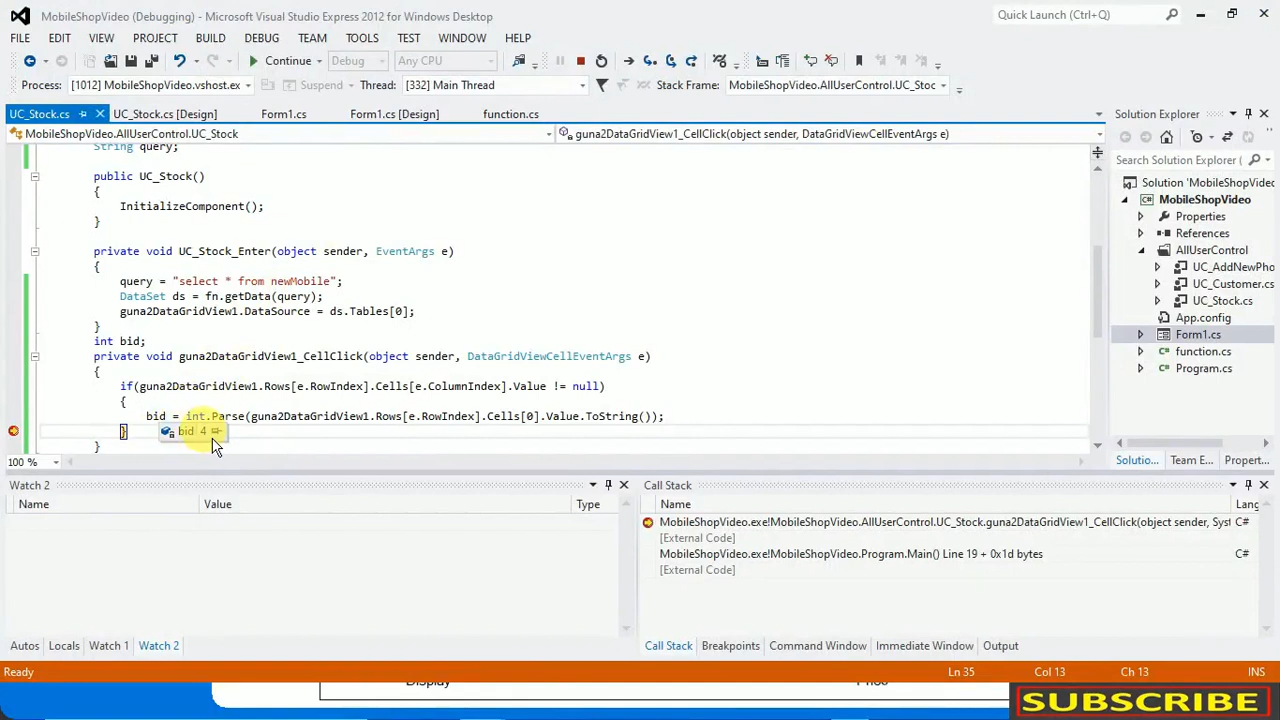 MobileShopVideo (Debugging) - Microsoft Visual Studio Express 2012 for Windows Desktop
Quick Launch (Ctrl+Q)
FILE EDIT VIEW PROJECT BUILD DEBUG TEAM TOOLS TEST WINDOW HELP
Continue Debug Any CPU
Process: [1012] MobileShopVideo.vshost.ex Suspend Thread: [332] Main Thread Stack Frame: MobileShopVideo.AllUserControl.UC_Stoc
UC_Stock.cs UC_Stock.cs [Design] Form1.cs Form1.cs [Design] function.cs
MobileShopVideo.AllUserControl.UC_Stock guna2DataGridView1_CellClick(object sender, DataGridViewCellEventArgs e)
String query;
public UC_Stock()
{
InitializeComponent();
}
private void UC_Stock_Enter(object sender, EventArgs e)
{
query = "select * from newMobile";
DataSet ds = fn.getData(query);
guna2DataGridView1.DataSource = ds.Tables[0];
}
int bid;
private void guna2DataGridView1_CellClick(object sender, DataGridViewCellEventArgs e)
{
if(guna2DataGridView1.Rows[e.RowIndex].Cells[e.ColumnIndex].Value != null)
{
bid = int.Parse(guna2DataGridView1.Rows[e.RowIndex].Cells[0].Value.ToString());
} bid 4
}
100 %
Solution Explorer
Search Solution Explorer (
Solution 'MobileShopVideo
MobileShopVideo
Properties
References
AllUserControl
UC_AddNewPho
UC_Customer.cs
UC_Stock.cs
App.config
Form1.cs
function.cs
Program.cs
Solutio... Team E... Propert...
Watch 2
Name Value Type
Autos Locals Watch 1 Watch 2
Call Stack
Name Lang
MobileShopVideo.exe!MobileShopVideo.AllUserControl.UC_Stock.guna2DataGridView1_CellClick(object sender, Syst C#
[External Code]
MobileShopVideo.exe!MobileShopVideo.Program.Main() Line 19 + 0x1d bytes C#
[External Code]
Call Stack Breakpoints Command Window Immediate Window Output
Ready Ln 35 Col 13 Ch 13 INS
Display
SUBSCRIBE